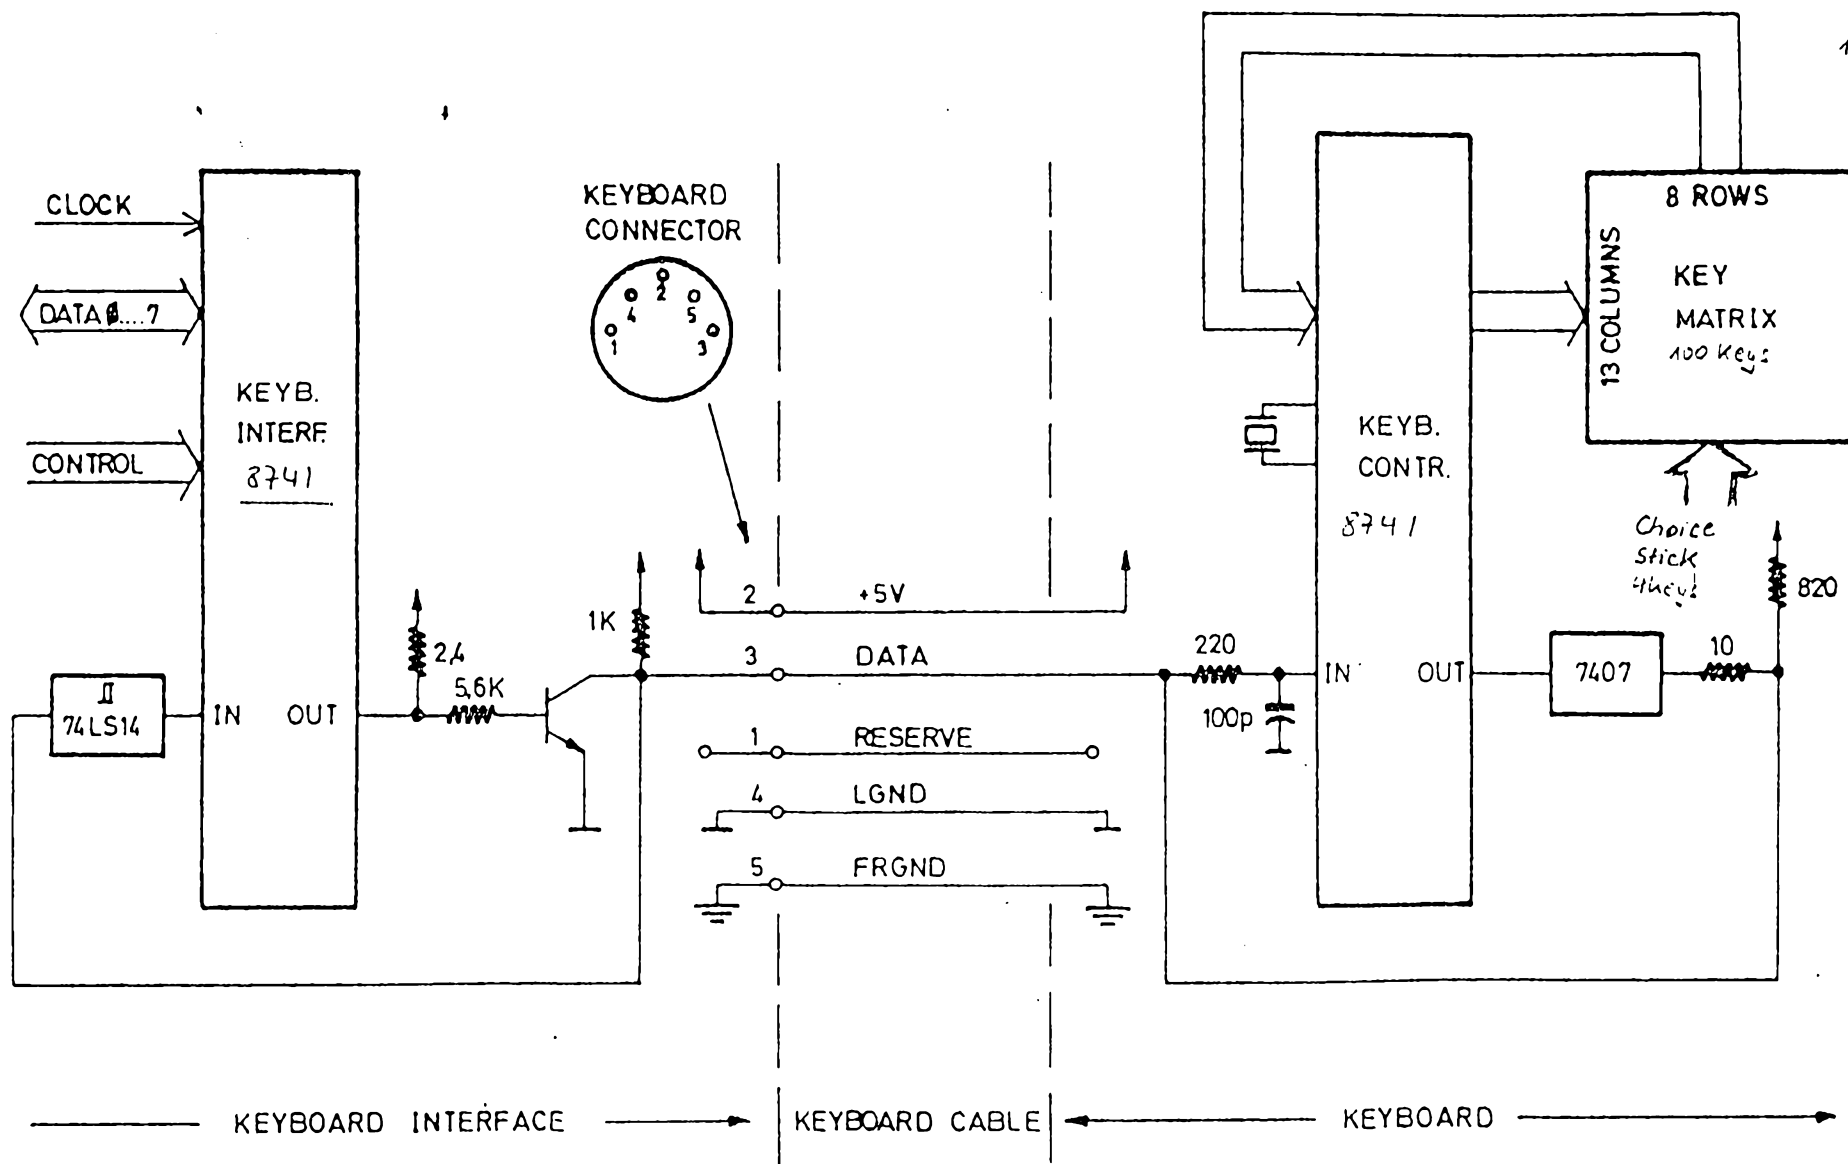 CLOCK
DATA 0....7
CONTROL
KEYB.
INTERF.
8741
IN
OUT
74LS14
2,4
5,6K
1K
KEYBOARD
CONNECTOR
2
4
5
1
3
2
+5V
3
DATA
1
RESERVE
4
LGND
5
FRGND
220
100p
KEYB.
CONTR.
8741
IN
OUT
7407
10
820
8 ROWS
13 COLUMNS
KEY
MATRIX
100 Keys
Choice
Stick
4keys
KEYBOARD INTERFACE
KEYBOARD CABLE
KEYBOARD